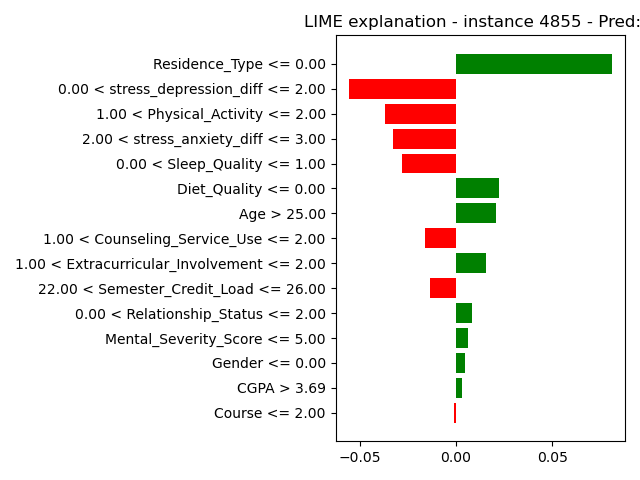 LIME explanation - instance 4855 - Pred:
Residence_Type <= 0.00
0.00 < stress_depression_diff <= 2.00
1.00 < Physical_Activity <= 2.00
2.00 < stress_anxiety_diff <= 3.00
0.00 < Sleep_Quality <= 1.00
Diet_Quality <= 0.00
Age > 25.00
1.00 < Counseling_Service_Use <= 2.00
1.00 < Extracurricular_Involvement <= 2.00
22.00 < Semester_Credit_Load <= 26.00
0.00 < Relationship_Status <= 2.00
Mental_Severity_Score <= 5.00
Gender <= 0.00
CGPA > 3.69
Course <= 2.00
−0.05 0.00 0.05